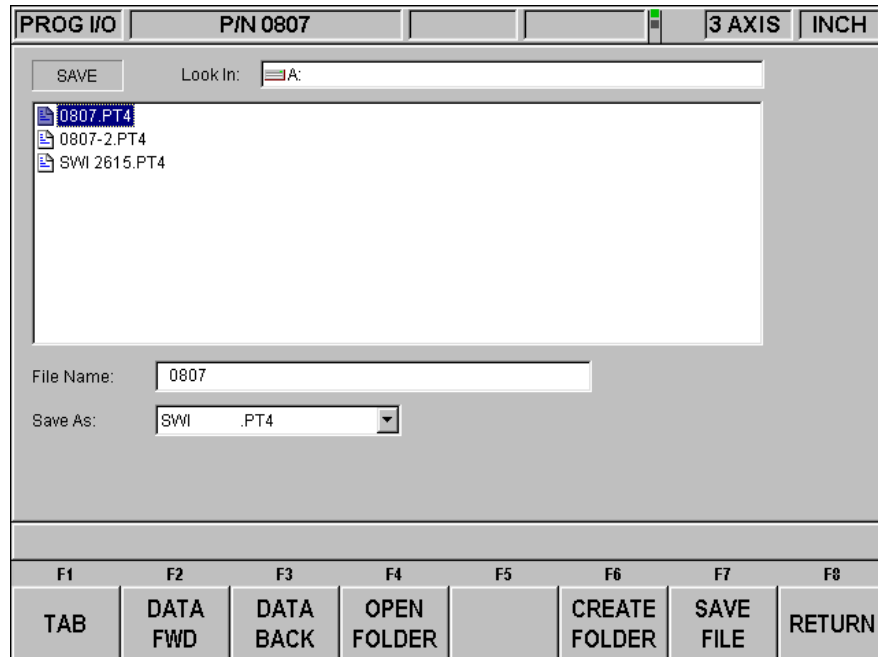 PROG I/O P/N 0807 3 AXIS INCH
SAVE Look In: A:
0807.PT4
0807-2.PT4
SWI 2615.PT4
File Name: 0807
Save As: SWI .PT4
F1 F2 F3 F4 F5 F6 F7 F8
TAB DATA FWD DATA BACK OPEN FOLDER CREATE FOLDER SAVE FILE RETURN